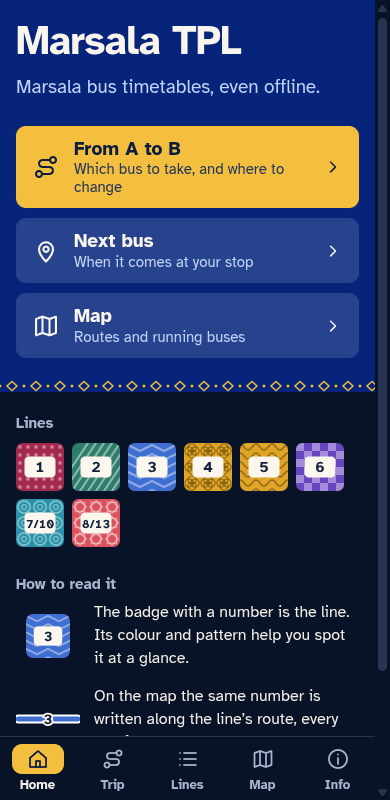 Marsala TPL
Marsala bus timetables, even offline.
From A to B
Which bus to take, and where to
change
Next bus
When it comes at your stop
Map
Routes and running buses
Lines
1 2 3 4 5 6
7/10 8/13
How to read it
3
The badge with a number is the line.
Its colour and pattern help you spot
it at a glance.
3
On the map the same number is
written along the line's route, every
Home Trip Lines Map Info